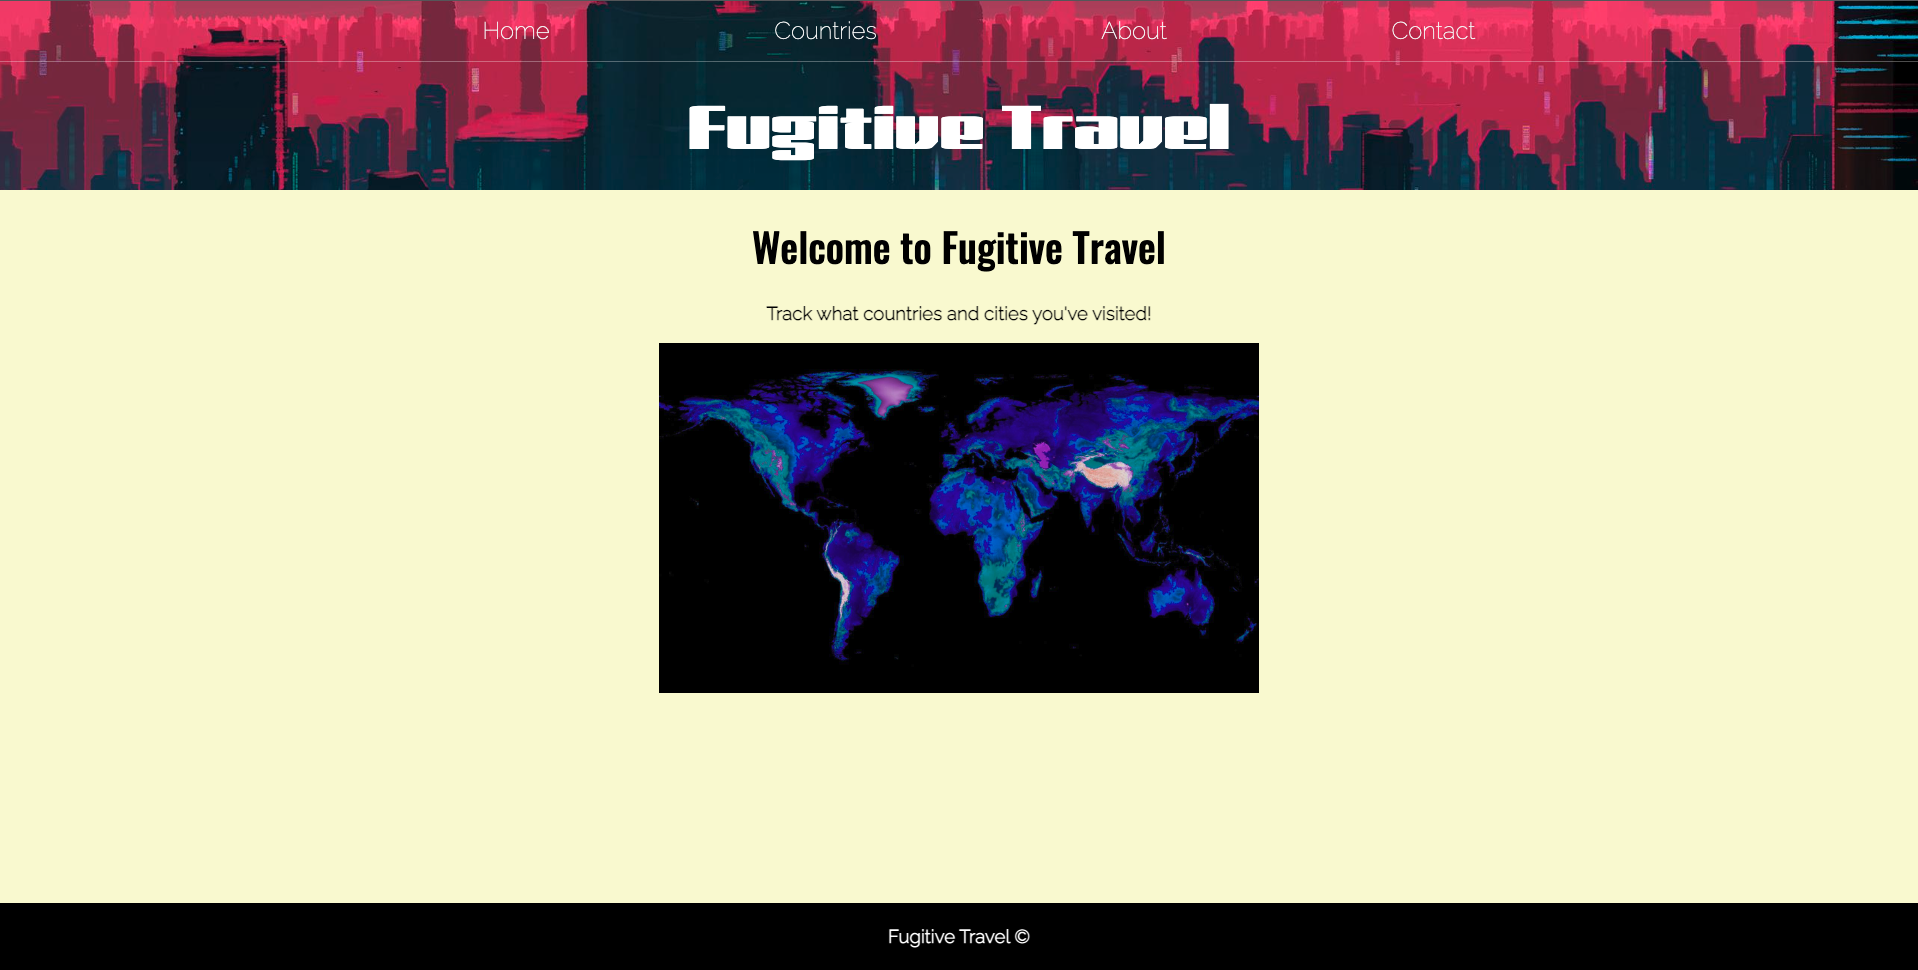 Home Countries About Contact
Fugitive Travel
Welcome to Fugitive Travel
Track what countries and cities you've visited!
Fugitive Travel ©